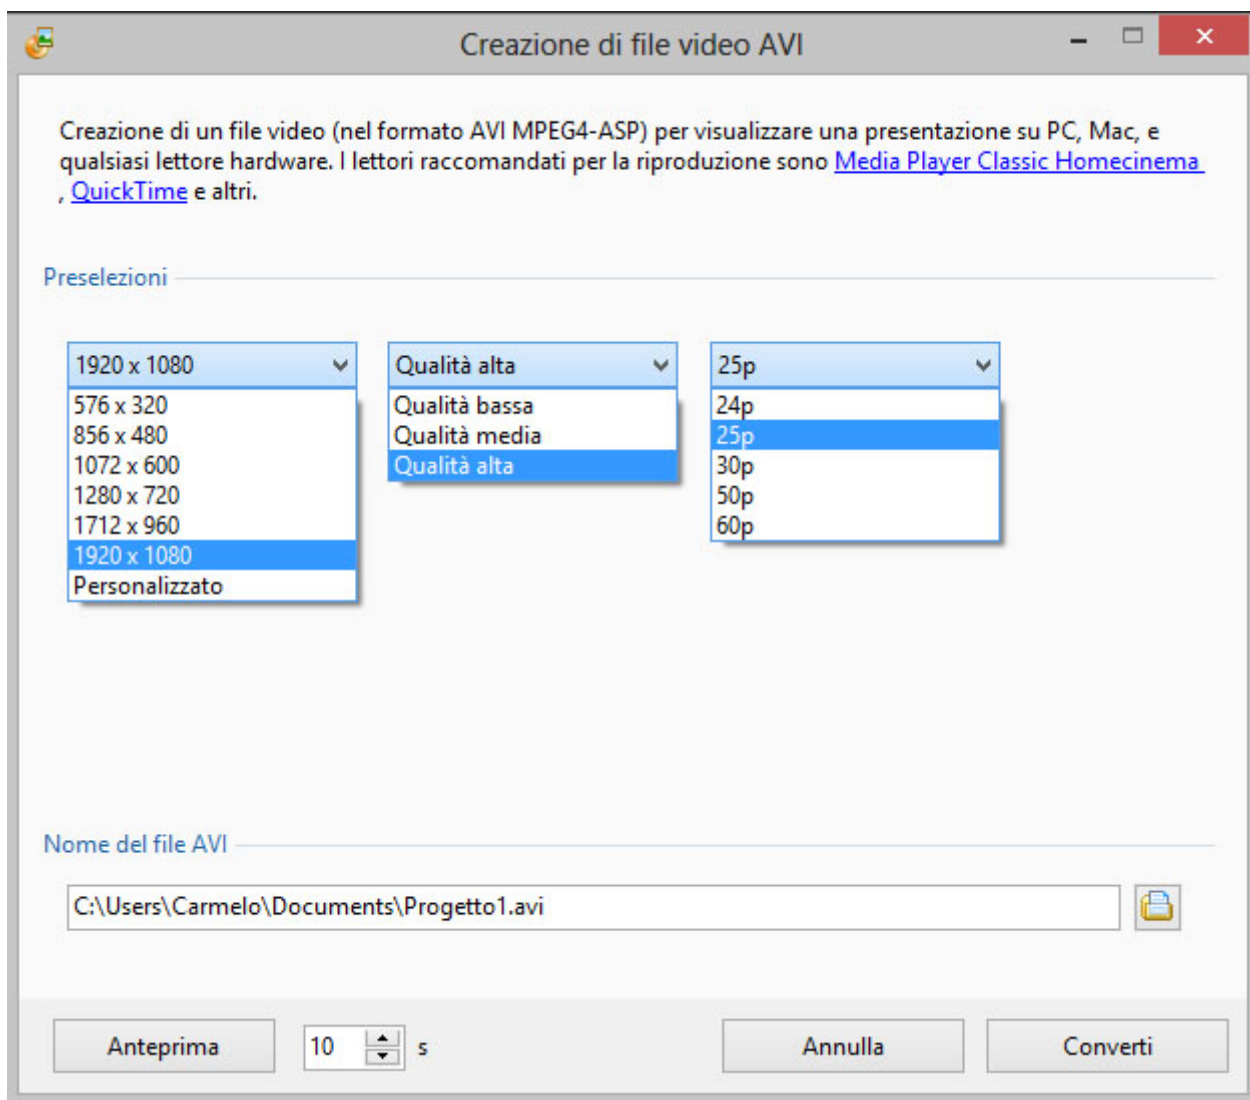 Creazione di file video AVI
Creazione di un file video (nel formato AVI MPEG4-ASP) per visualizzare una presentazione su PC, Mac, e
qualsiasi lettore hardware. I lettori raccomandati per la riproduzione sono Media Player Classic Homecinema
, QuickTime e altri.
Preselezioni
1920 x 1080
576 x 320
856 x 480
1072 x 600
1280 x 720
1712 x 960
1920 x 1080
Personalizzato
Qualità alta
Qualità bassa
Qualità media
Qualità alta
25p
24p
25p
30p
50p
60p
Nome del file AVI
C:\Users\Carmelo\Documents\Progetto1.avi
Anteprima
10 s
Annulla
Converti